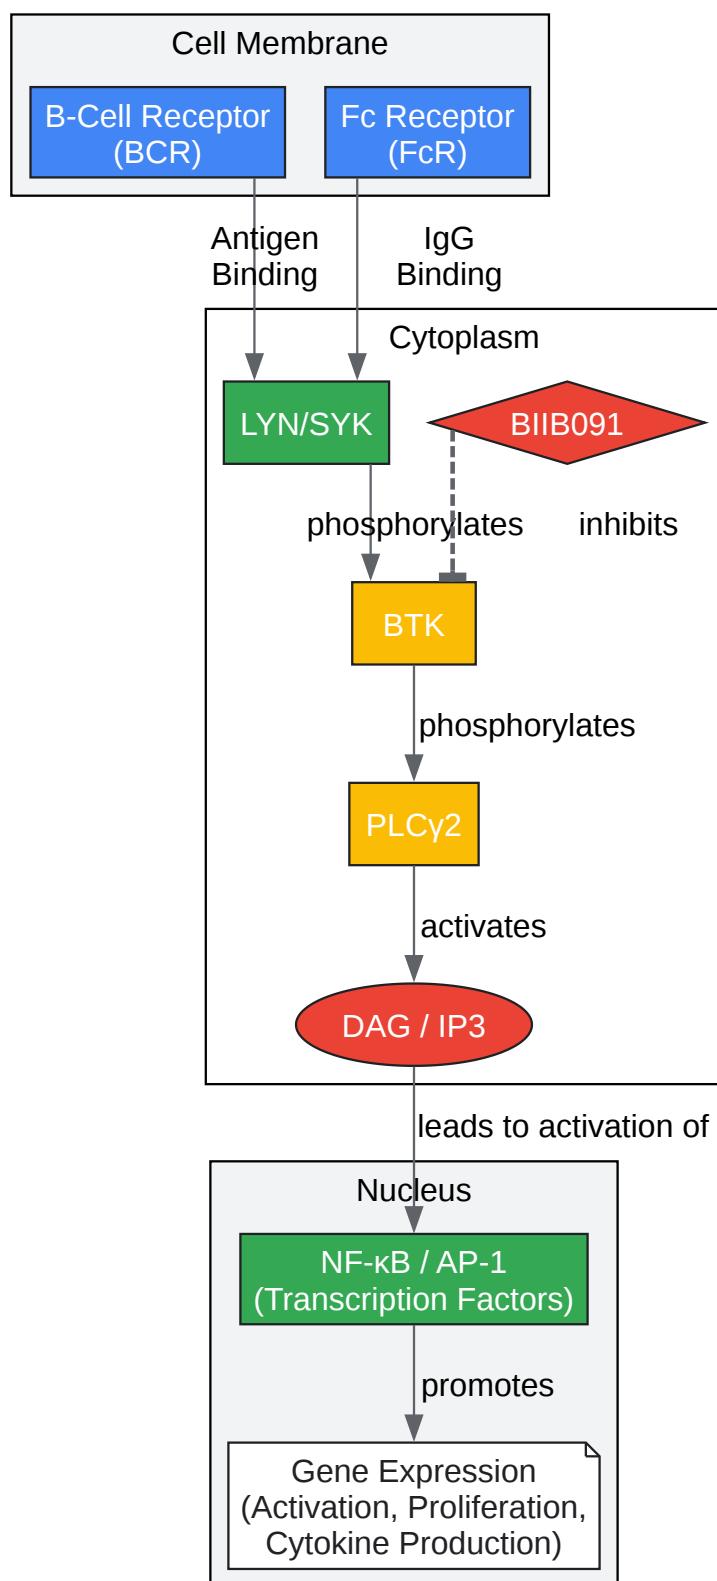 Cell Membrane
B-Cell Receptor
(BCR)
Fc Receptor
(FcR)
Antigen
Binding
IgG
Binding
Cytoplasm
LYN/SYK
BIIB091
phosphorylates
inhibits
BTK
phosphorylates
PLCγ2
activates
DAG / IP3
leads to activation of
Nucleus
NF-κB / AP-1
(Transcription Factors)
promotes
Gene Expression
(Activation, Proliferation,
Cytokine Production)